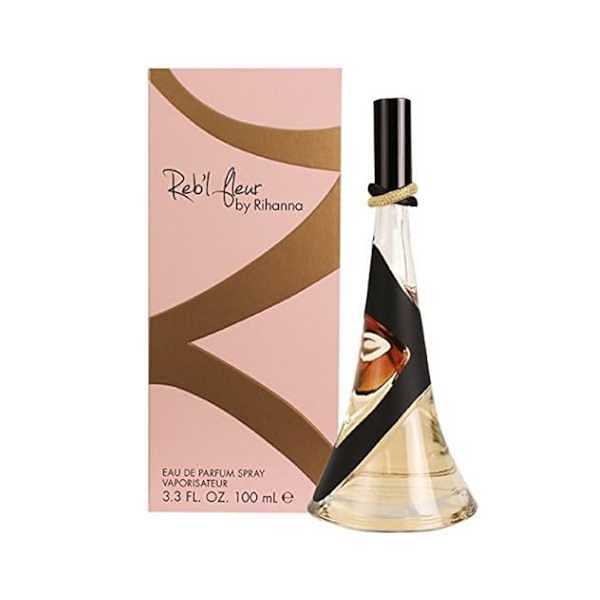 Reb'l fleur
by Rihanna
EAU DE PARFUM SPRAY
VAPORISATEUR
3.3 FL. OZ. 100 mL ℮